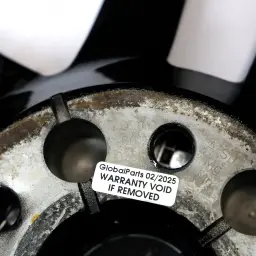 GlobalParts 02/2025
WARRANTY VOID
IF REMOVED